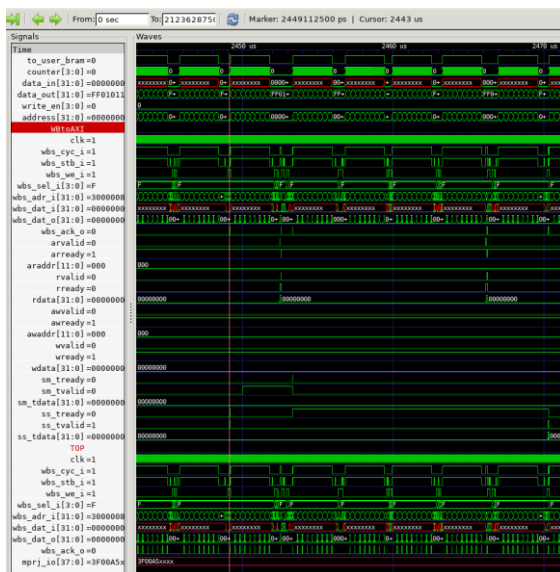 From: 0 sec To: 2123628750 Marker: 2449112500 ps | Cursor: 2443 us
Signals Waves
Time 2450 us 2460 us 2470 us
to_user_bram=0
counter[3:0]=0
data_in[31:0]=0000000
data_out[31:0]=FF01011
write_en[3:0]=0
address[31:0]=0000000
WBtoAXI
clk=1
wbs_cyc_i=1
wbs_stb_i=1
wbs_we_i=1
wbs_sel_i[3:0]=F
wbs_adr_i[31:0]=3000008
wbs_dat_i[31:0]=0000000
wbs_dat_o[31:0]=0000000
wbs_ack_o=0
arvalid=0
arready=1
araddr[11:0]=000 000
rvalid=0
rready=0
rdata[31:0]=0000000 00000000 00000000 00000000
awvalid=0
awready=1
awaddr[11:0]=000 000
wvalid=0
wready=1
wdata[31:0]=0000000 00000000
sm_tready=0
sm_tvalid=0
sm_tdata[31:0]=0000000 00000000
ss_tready=0
ss_tvalid=1
ss_tdata[31:0]=0000000 00000000
TOP
clk=1
wbs_cyc_i=1
wbs_stb_i=1
wbs_we_i=1
wbs_sel_i[3:0]=F
wbs_adr_i[31:0]=3000008
wbs_dat_i[31:0]=0000000
wbs_dat_o[31:0]=0000000
wbs_ack_o=0
mprj_io[37:0]=3F00A5x 3F00A5xxxx